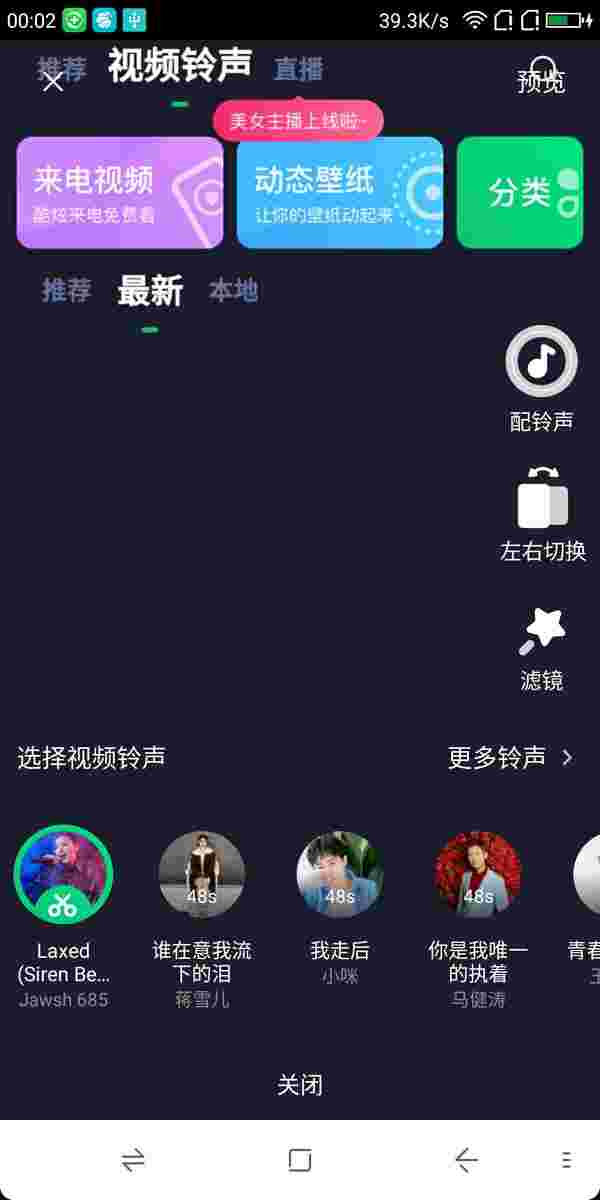 00:02
39.3K/s
推荐 视频铃声 直播
预览
美女主播上线啦~
来电视频
酷炫来电免费看
动态壁纸
让你的壁纸动起来
分类
推荐 最新 本地
配铃声
左右切换
滤镜
选择视频铃声
更多铃声
48s
48s
48s
Laxed
(Siren Be...
Jawsh 685
谁在意我流
下的泪
蒋雪儿
我走后
小咪
你是我唯一
的执着
马健涛
青春
关闭